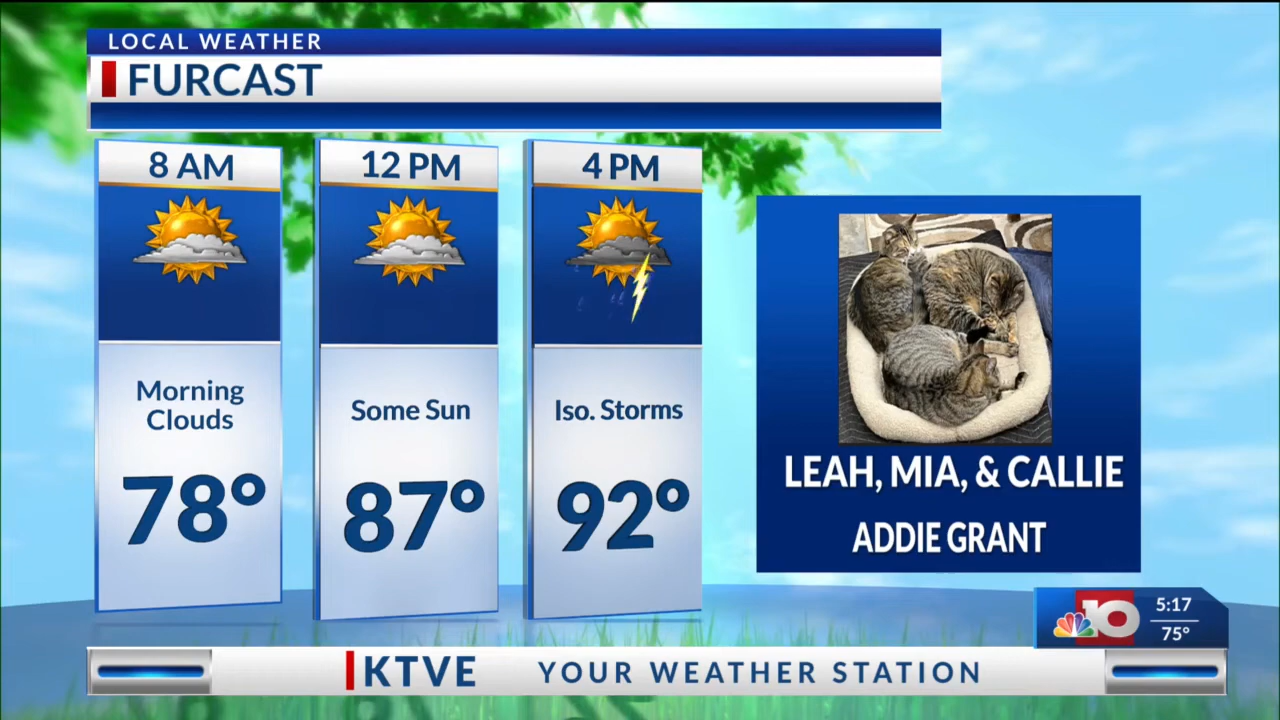 LOCAL WEATHER
FURCAST
8 AM
Morning
Clouds
78°
12 PM
Some Sun
87°
4 PM
Iso. Storms
92°
LEAH, MIA, & CALLIE
ADDIE GRANT
10
5:17
75°
KTVE
YOUR WEATHER STATION